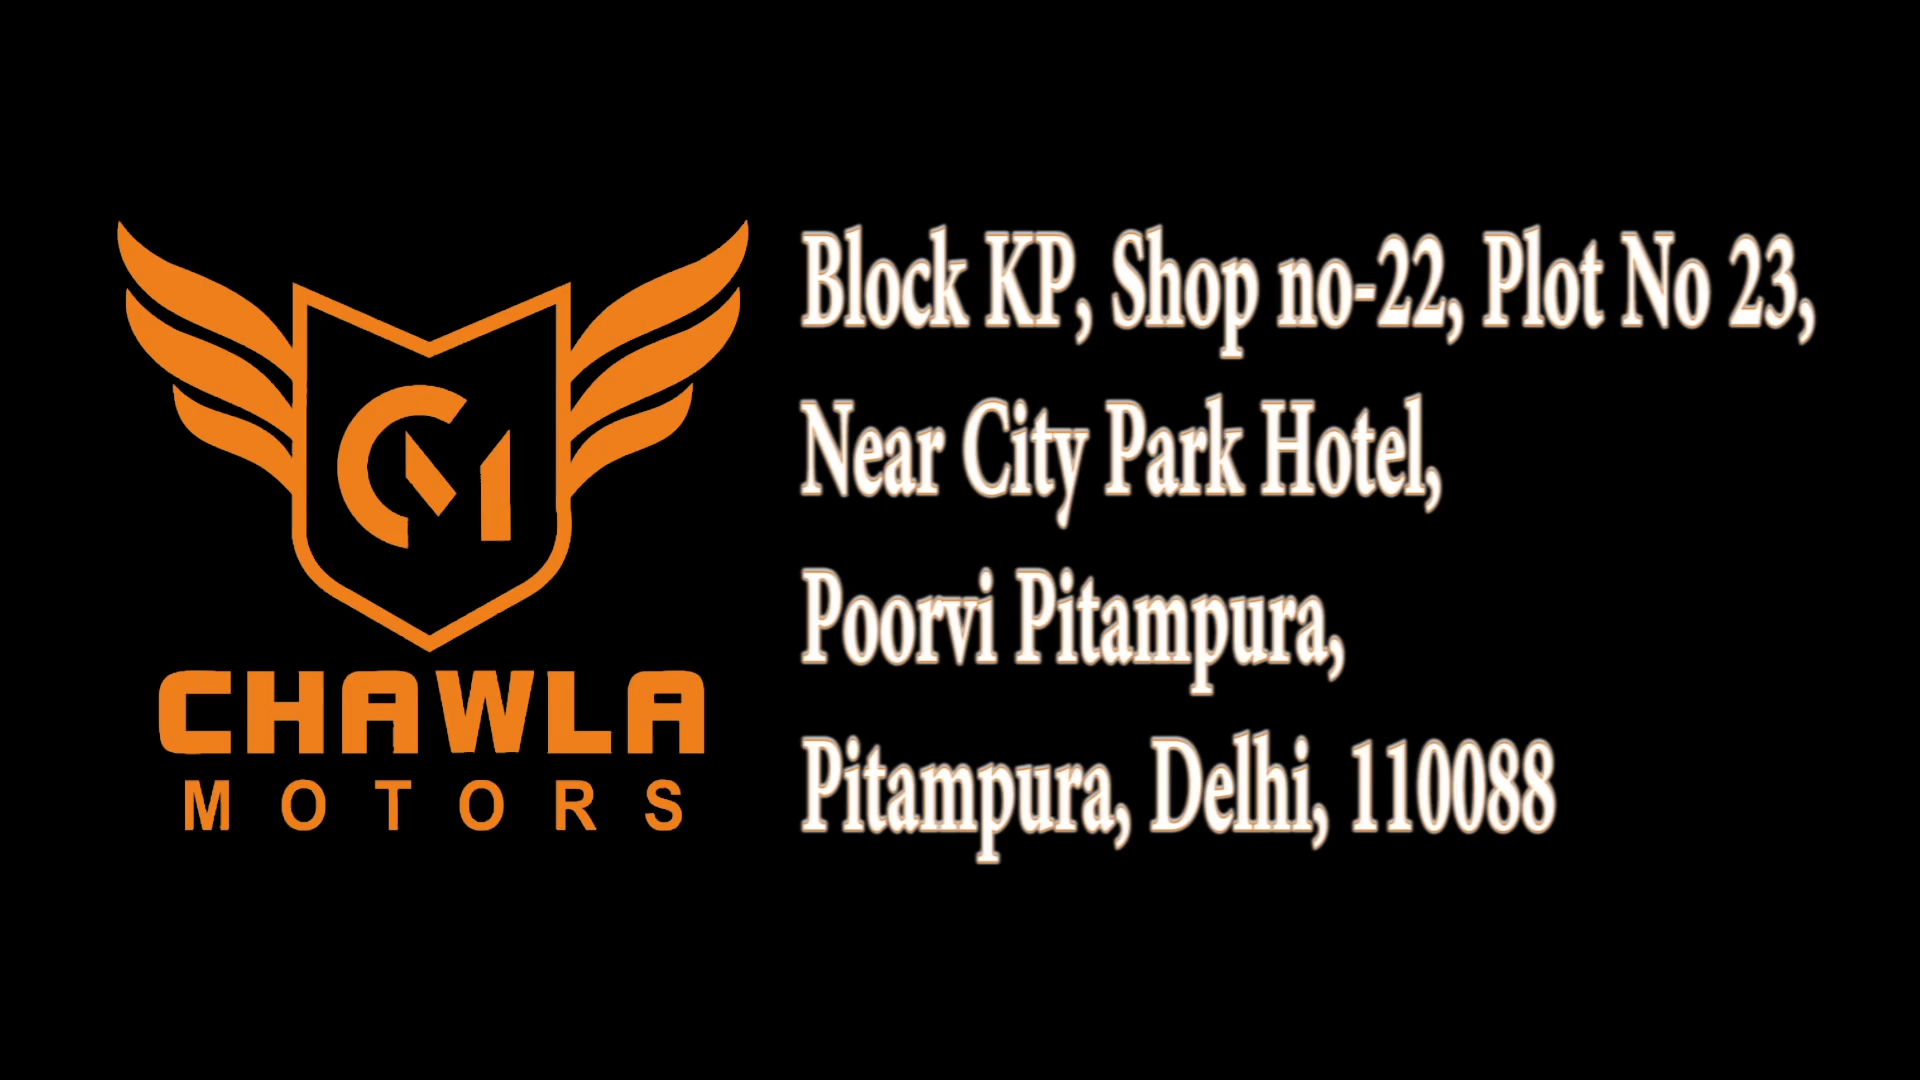 CM
CHAWLA
MOTORS
Block KP, Shop no-22, Plot No 23,
Near City Park Hotel,
Poorvi Pitampura,
Pitampura, Delhi, 110088